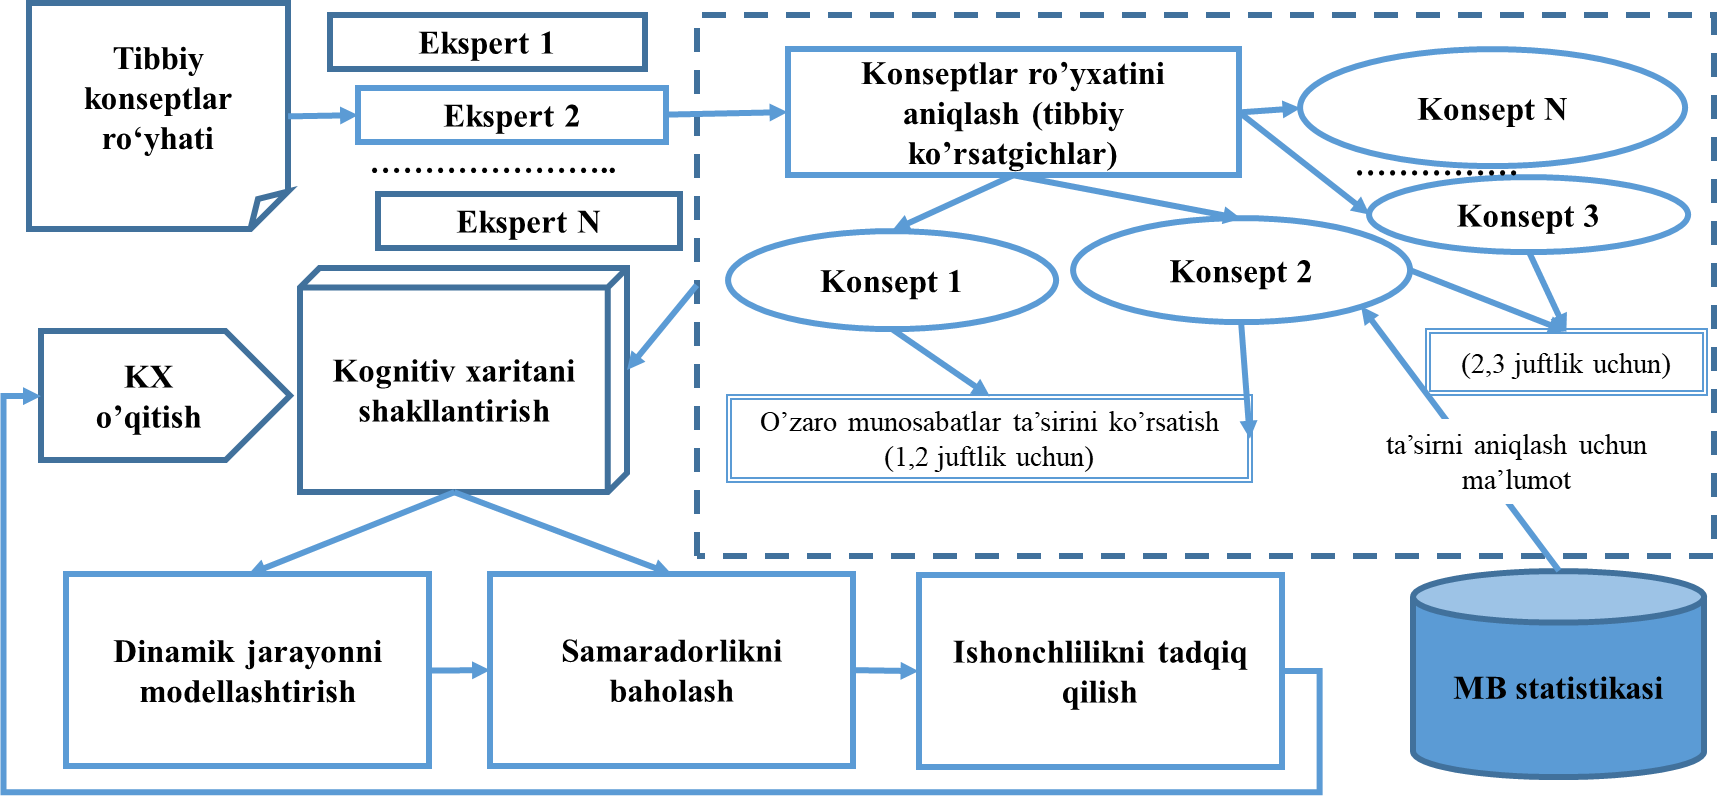 Tibbiy
konseptlar
ro‘yhati
Ekspert 1
Ekspert 2
…………………..
Ekspert N
Konseptlar ro’yxatini
aniqlash (tibbiy
ko’rsatgichlar)
Konsept N
……………
Konsept 3
Konsept 1
Konsept 2
(2,3 juftlik uchun)
O’zaro munosabatlar ta’sirini ko’rsatish
(1,2 juftlik uchun)
ta’sirni aniqlash uchun
ma’lumot
KX
o’qitish
Kognitiv xaritani
shakllantirish
Dinamik jarayonni
modellashtirish
Samaradorlikni
baholash
Ishonchlilikni tadqiq
qilish
MB statistikasi